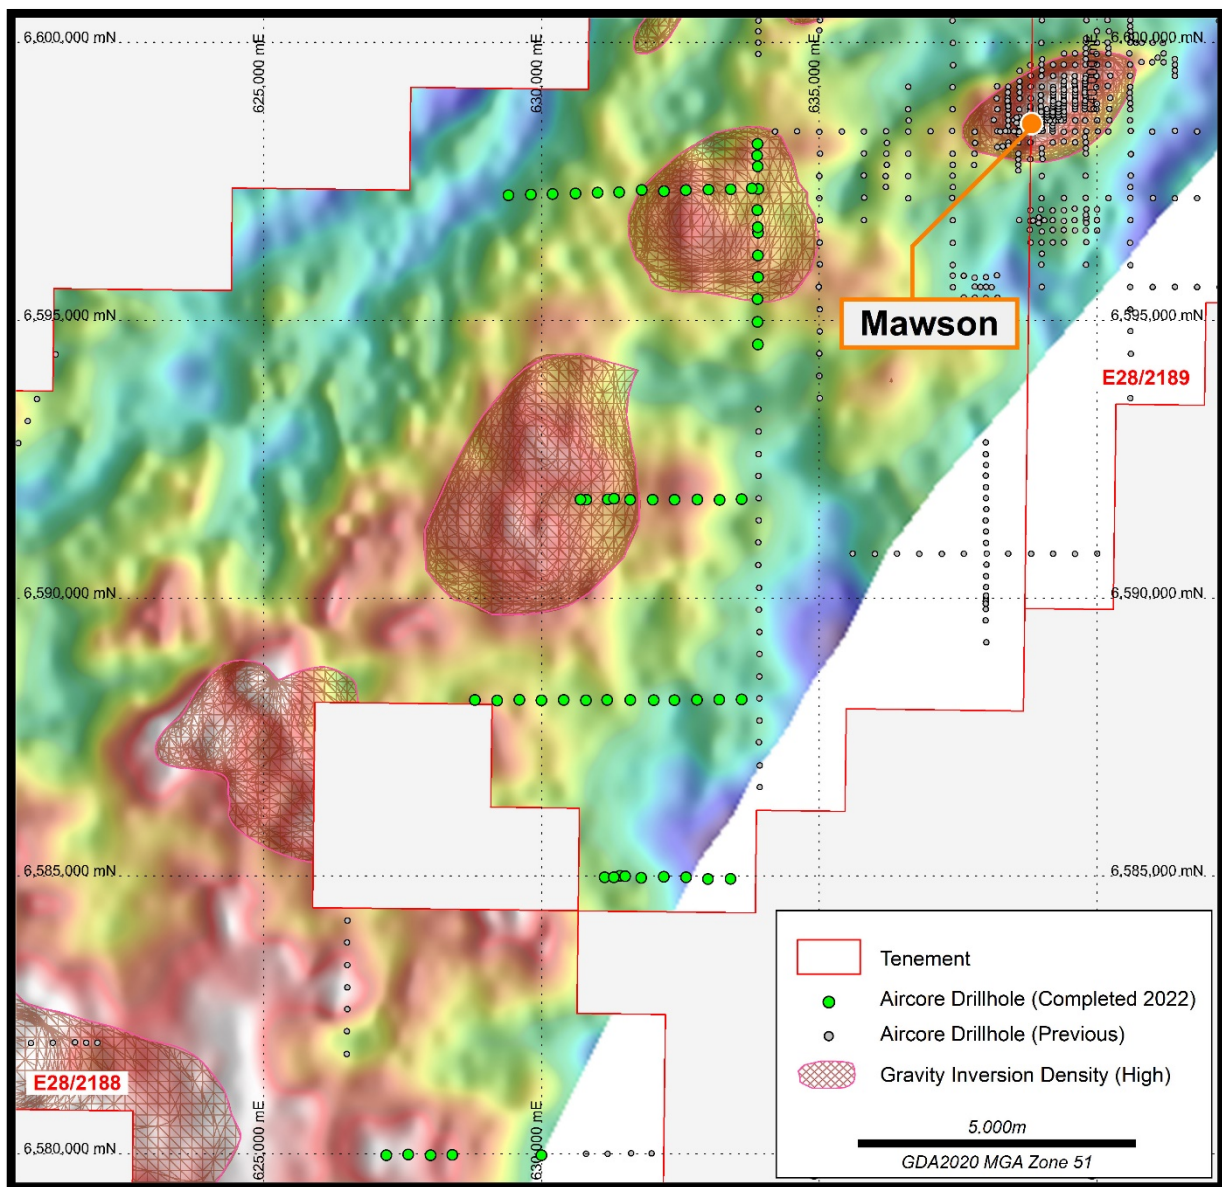 6,600,000 mN
625,000 mE
630,000 mE
635,000 mE
6,600,000 mN
6,595,000 mN
Mawson
6,595,000 mN
E28/2189
6,590,000 mN
6,590,000 mN
6,585,000 mN
6,585,000 mN
Tenement
Aircore Drillhole (Completed 2022)
Aircore Drillhole (Previous)
Gravity Inversion Density (High)
5,000m
GDA2020 MGA Zone 51
E28/2188
6,580,000 mN
625,000 mE
630,000 mE